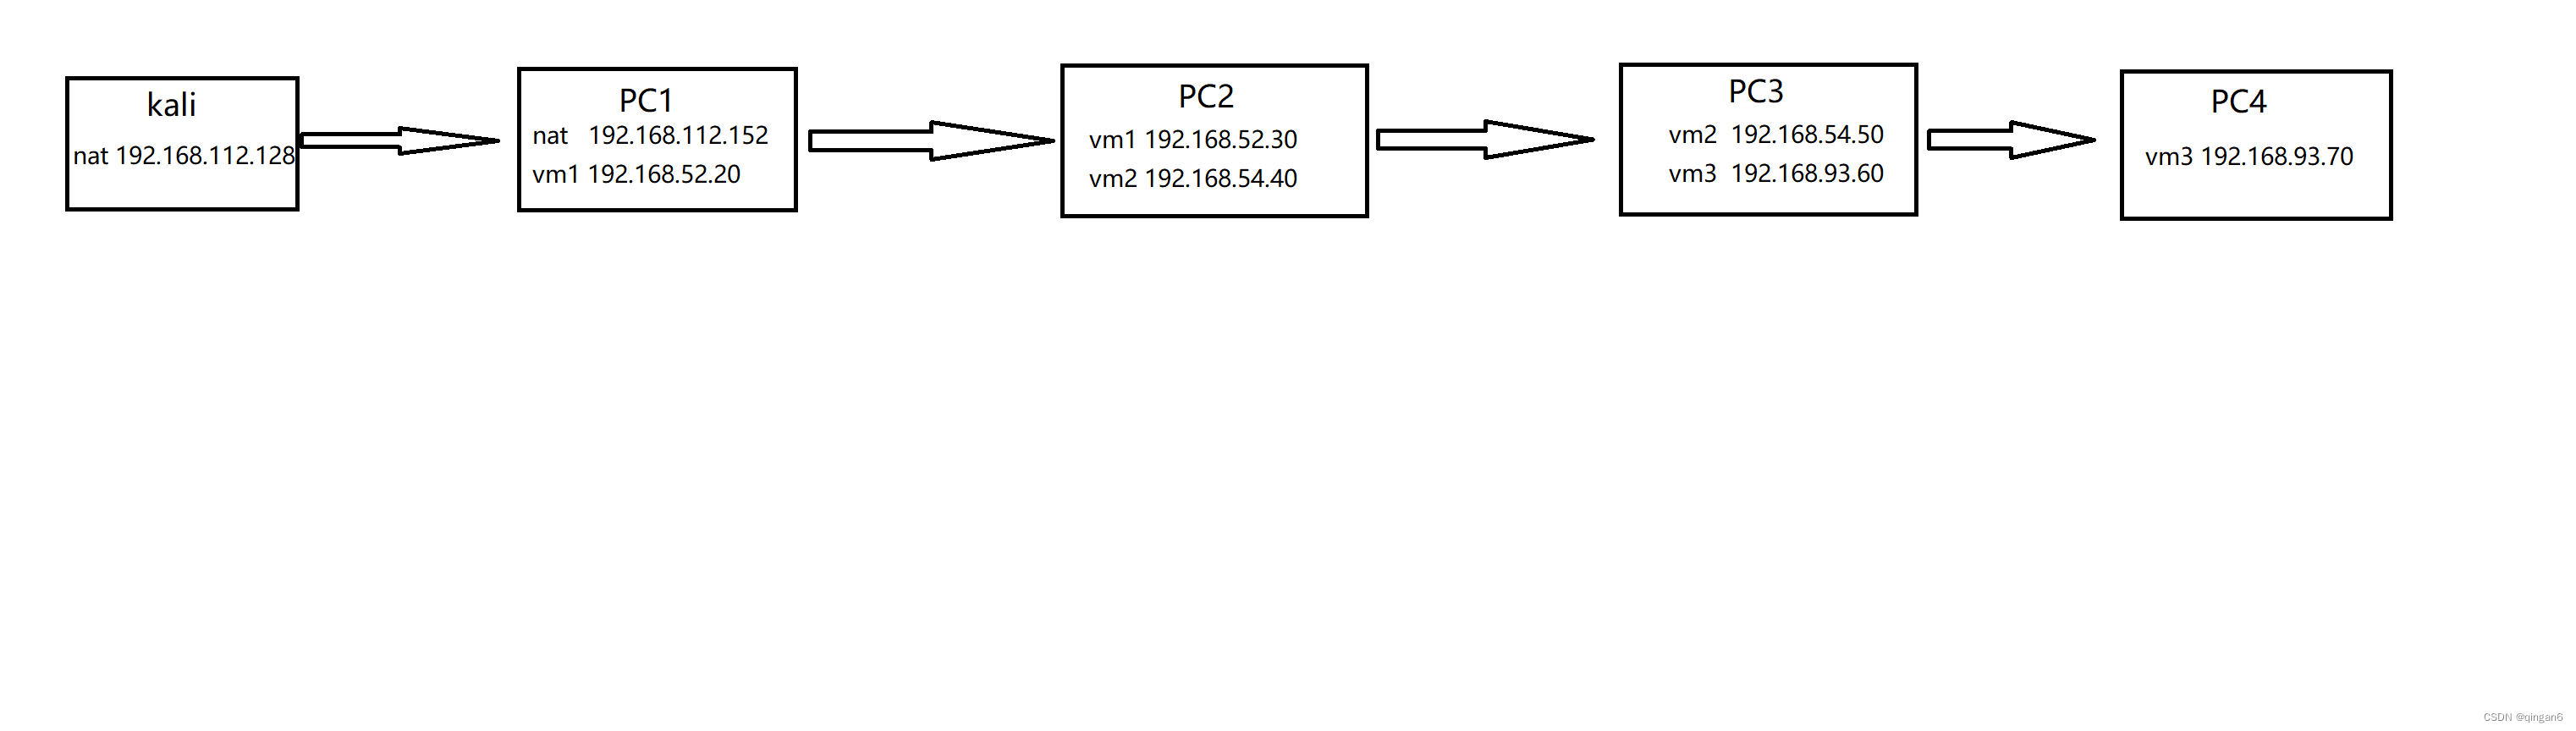 kali
nat 192.168.112.128
PC1
nat 192.168.112.152
vm1 192.168.52.20
PC2
vm1 192.168.52.30
vm2 192.168.54.40
PC3
vm2 192.168.54.50
vm3 192.168.93.60
PC4
vm3 192.168.93.70
CSDN @qingan6